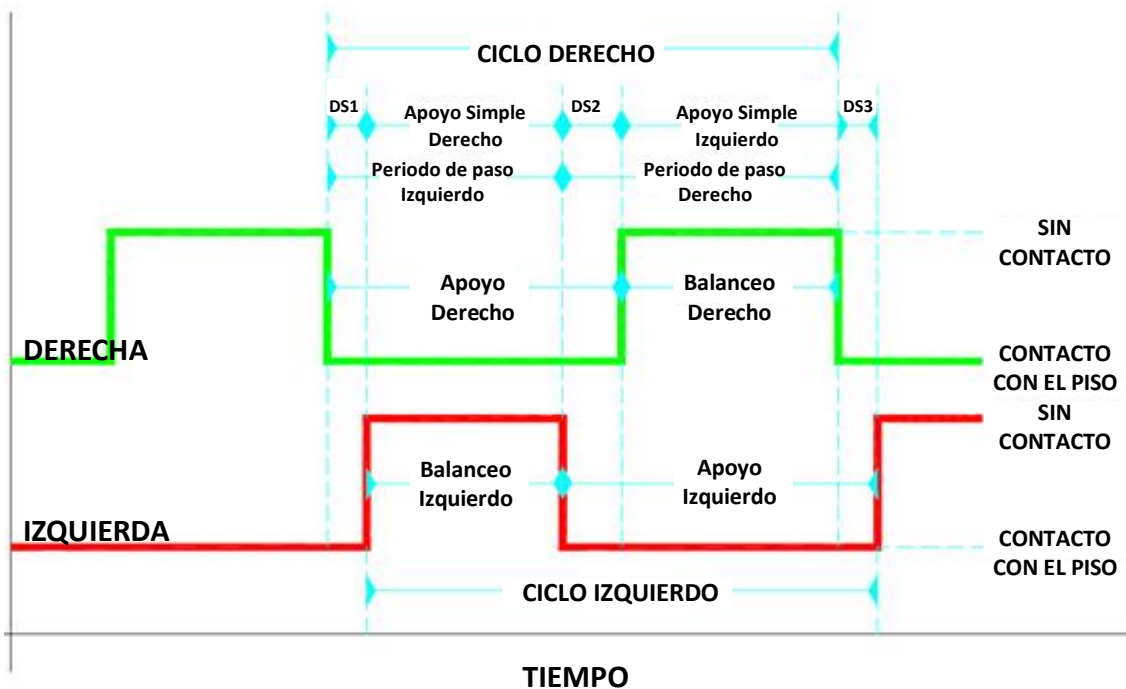 CICLO DERECHO
DS1
Apoyo Simple
Derecho
DS2
Apoyo Simple
Izquierdo
DS3
Periodo de paso
Izquierdo
Periodo de paso
Derecho
SIN
CONTACTO
Apoyo
Derecho
Balanceo
Derecho
DERECHA
CONTACTO
CON EL PISO
SIN
CONTACTO
Balanceo
Izquierdo
Apoyo
Izquierdo
IZQUIERDA
CONTACTO
CON EL PISO
CICLO IZQUIERDO
TIEMPO